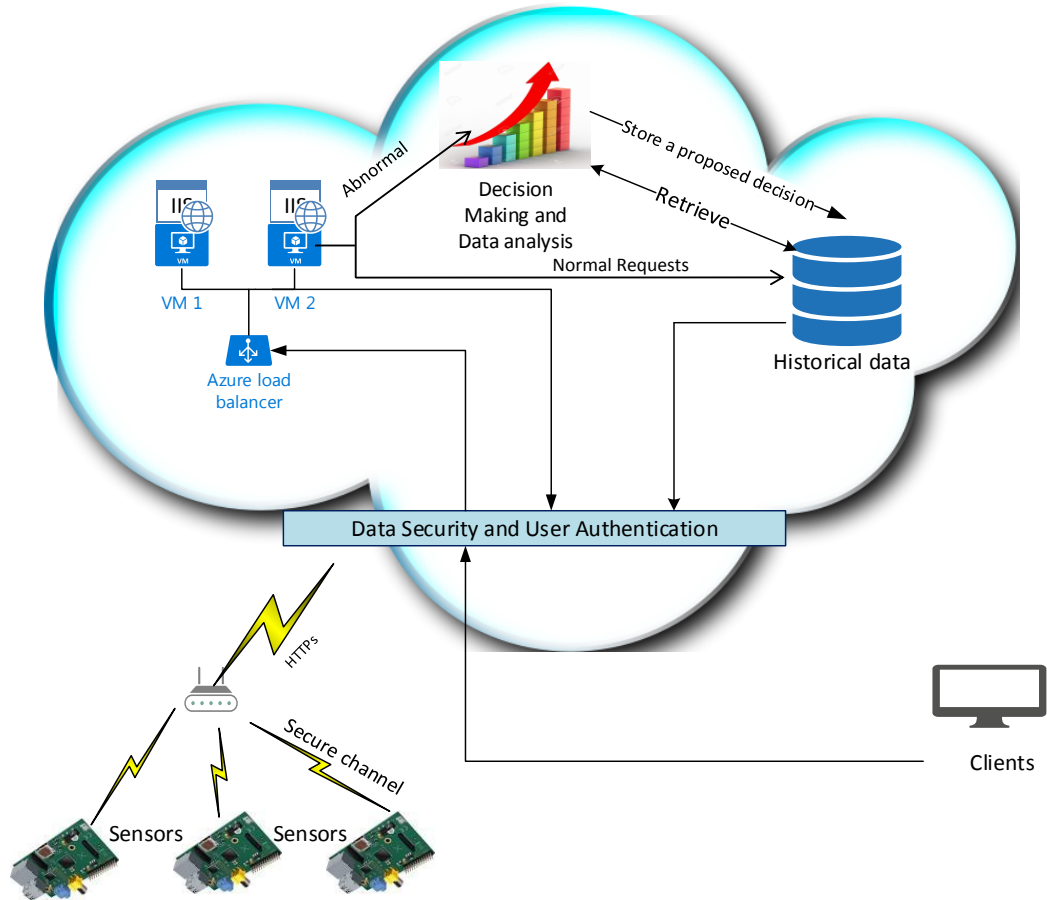 Store a proposed decision
Abnormal
Decision
Making and
Data analysis
Retrieve
IIS
IIS
VM
VM
VM 1
VM 2
Normal Requests
Historical data
Azure load
balancer
Data Security and User Authentication
HTTPs
Secure channel
Clients
Sensors
Sensors